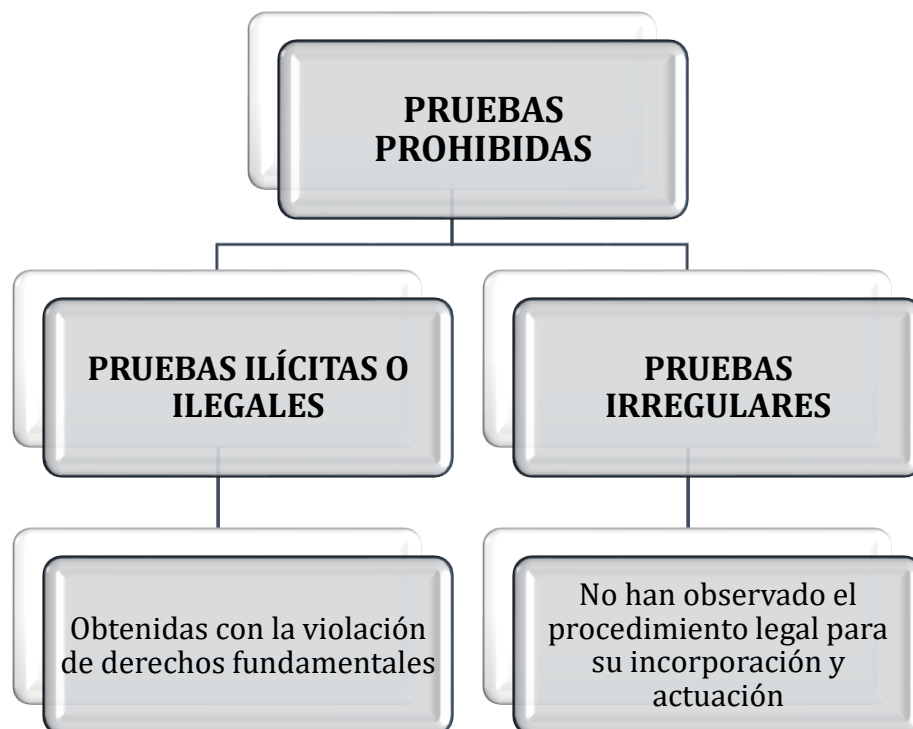 PRUEBAS
PROHIBIDAS
PRUEBAS ILÍCITAS O
ILEGALES
PRUEBAS
IRREGULARES
Obtenidas con la violación
de derechos fundamentales
No han observado el
procedimiento legal para
su incorporación y
actuación